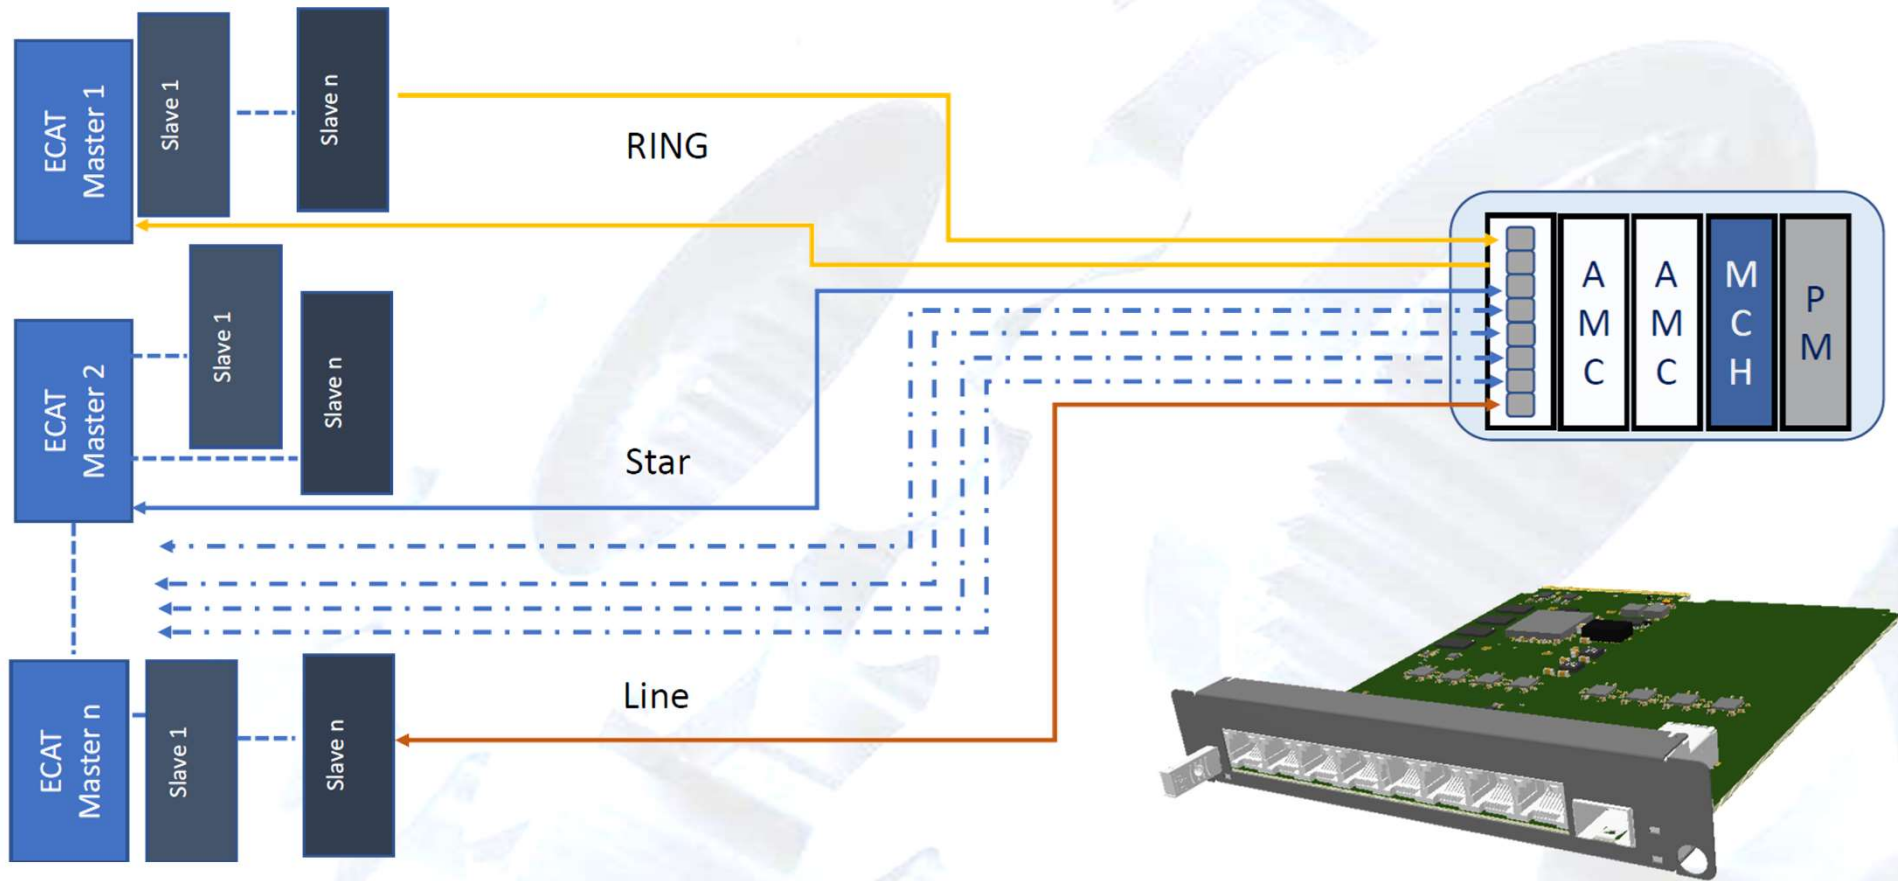 ECAT
Master 1
Slave 1
Slave n
RING
ECAT
Master 2
Slave 1
Slave n
Star
ECAT
Master n
Slave 1
Slave n
Line
A
M
C
A
M
C
M
C
H
P
M